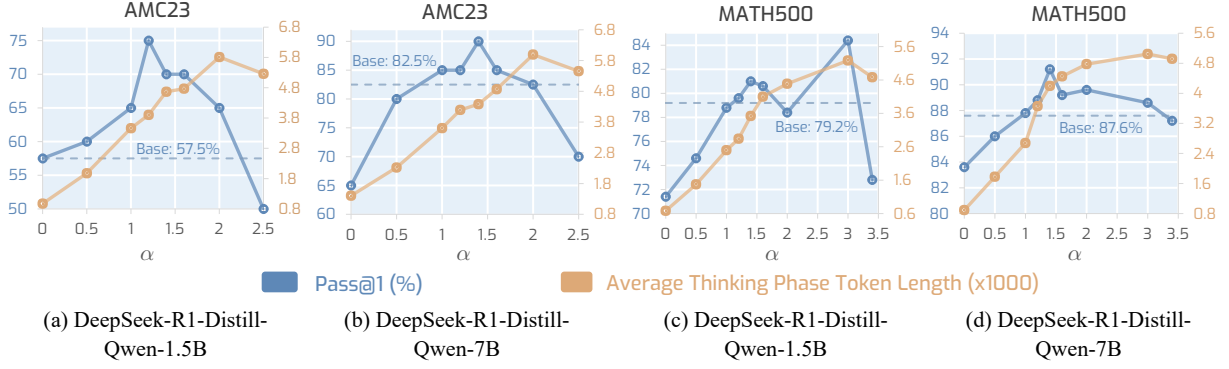 AMC23
75
70
65
60
55
50
6.8
5.8
4.8
3.8
2.8
1.8
0.8
Base: 57.5%
0 0.5 1 1.5 2 2.5
α
AMC23
90
85
80
75
70
65
60
6.8
5.8
4.8
3.8
2.8
1.8
0.8
Base: 82.5%
0 0.5 1 1.5 2 2.5
α
MATH500
84
82
80
78
76
74
72
70
5.6
4.6
3.6
2.6
1.6
0.6
Base: 79.2%
0 0.5 1 1.5 2 2.5 3 3.5
α
MATH500
94
92
90
88
86
84
82
80
5.6
4.8
4
3.2
2.4
1.6
0.8
Base: 87.6%
0 0.5 1 1.5 2 2.5 3 3.5
α
Pass@1 (%)
Average Thinking Phase Token Length (x1000)
(a) DeepSeek-R1-Distill-
Qwen-1.5B
(b) DeepSeek-R1-Distill-
Qwen-7B
(c) DeepSeek-R1-Distill-
Qwen-1.5B
(d) DeepSeek-R1-Distill-
Qwen-7B